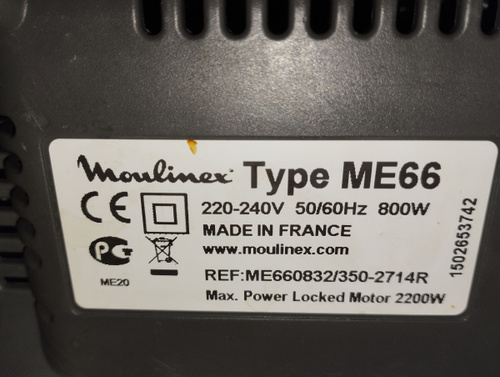 Moulinex Type ME66
CE
220-240V 50/60Hz 800W
MADE IN FRANCE
www.moulinex.com
PG
ME20
REF:ME660832/350-2714R
Max. Power Locked Motor 2200W
1502653742